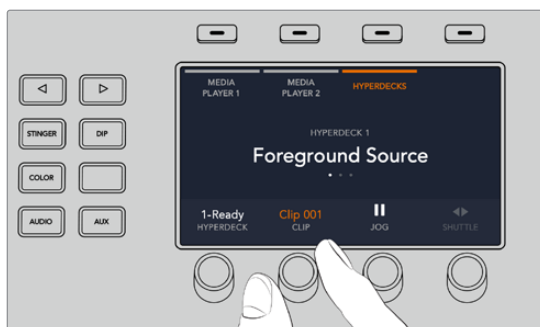 MEDIA PLAYER 1
MEDIA PLAYER 2
HYPERDECKS
HYPERDECK 1
Foreground Source
STINGER
DIP
COLOR
AUDIO
AUX
1-Ready
HYPERDECK
Clip 001
CLIP
JOG
SHUTTLE